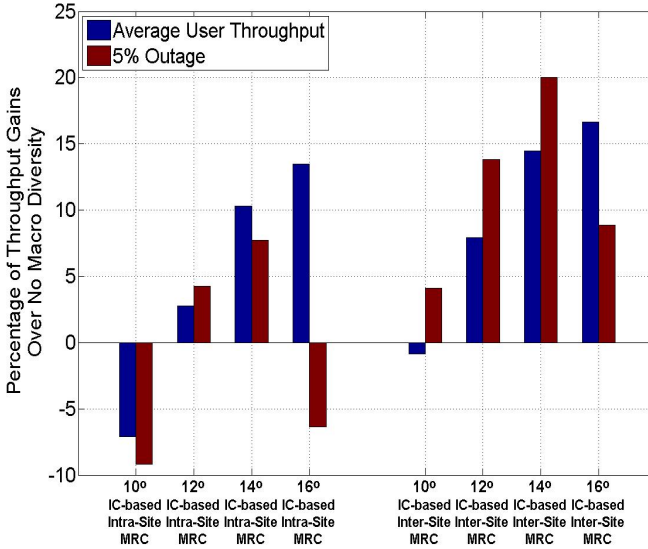 Average User Throughput
5% Outage
Percentage of Throughput Gains
Over No Macro Diversity
25
20
15
10
5
0
-5
-10
10º 12º 14º 16º 10º 12º 14º 16º
IC-based IC-based IC-based IC-based IC-based IC-based IC-based IC-based
Intra-Site Intra-Site Intra-Site Intra-Site Inter-Site Inter-Site Inter-Site Inter-Site
MRC MRC MRC MRC MRC MRC MRC MRC